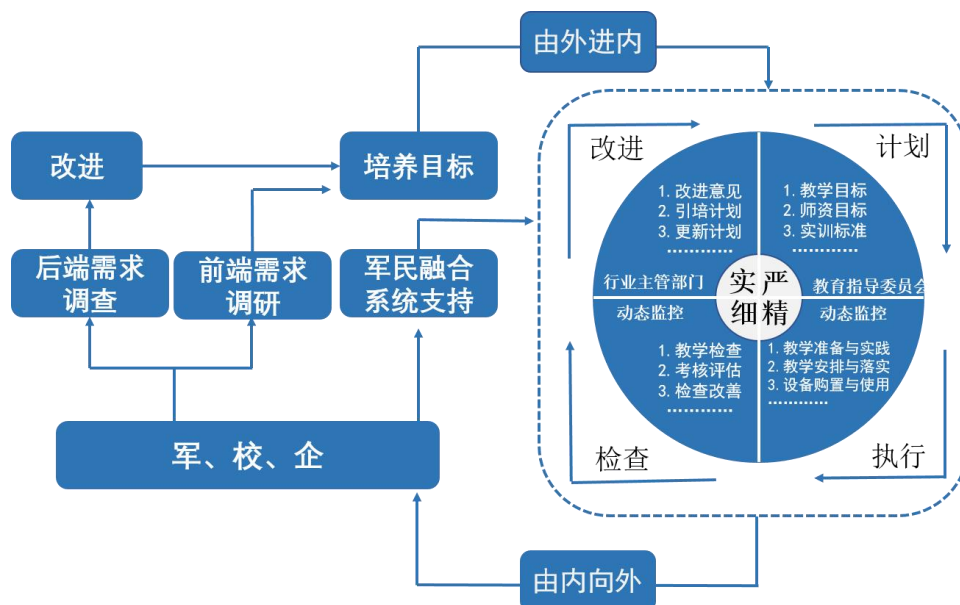 由外进内
改进
培养目标
后端需求
调查
前端需求
调研
军民融合
系统支持
军、校、企
由内向外
改进
计划
1. 改进意见
2. 引培计划
3. 更新计划
…………
1. 教学目标
2. 师资目标
3. 实训标准
…………
行业主管部门
教育指导委员会
实 严
细 精
动态监控
动态监控
1. 教学检查
2. 考核评估
3. 检查改善
…………
1. 教学准备与实践
2. 教学安排与落实
3. 设备购置与使用
…………
检查
执行